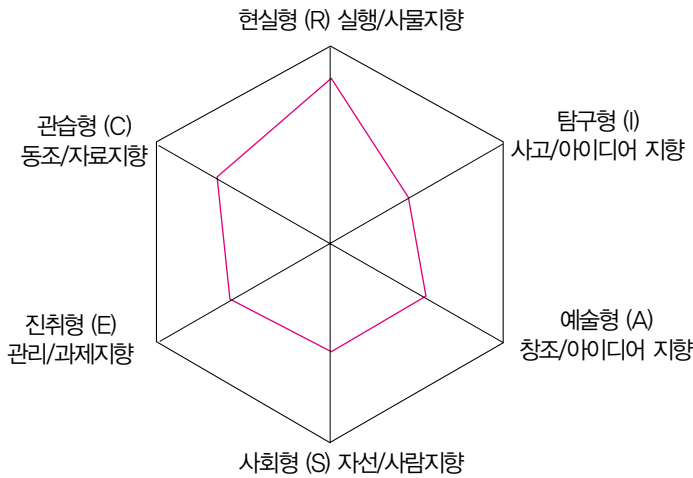 현실형 (R) 실행/사물지향
관습형 (C)
동조/자료지향
탐구형 (I)
사고/아이디어 지향
진취형 (E)
관리/과제지향
예술형 (A)
창조/아이디어 지향
사회형 (S) 자선/사람지향